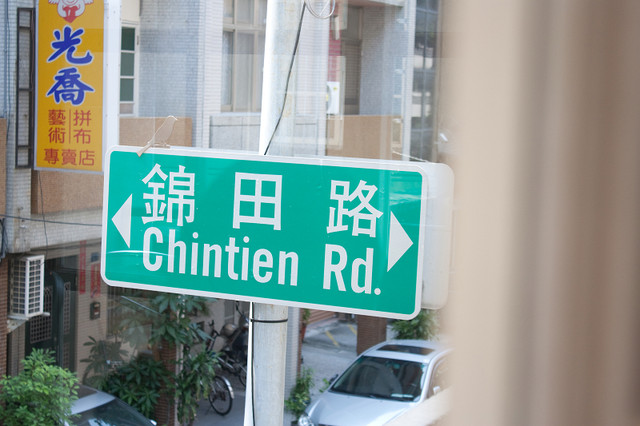 光喬
拼布
藝術
專賣店
錦田路
Chintien Rd.